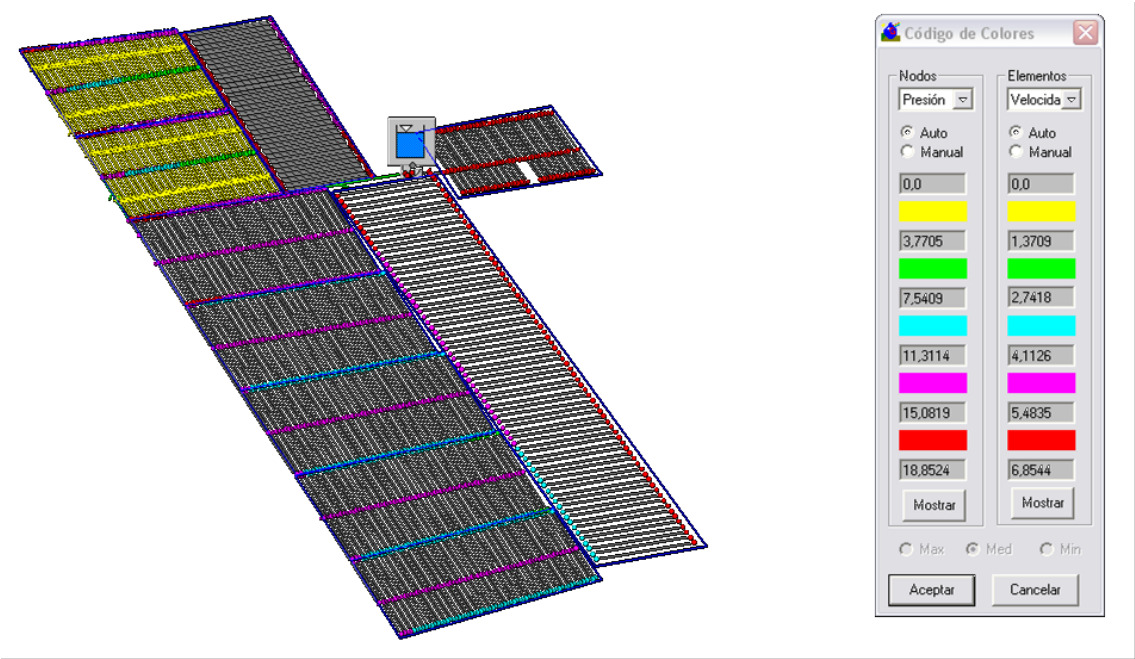 Código de Colores
Nodos
Elementos
Presión
Velocida
Auto
Auto
Manual
Manual
0,0
0,0
3,7705
1,3709
7,5409
2,7418
11,3114
4,1126
15,0819
5,4835
18,8524
6,8544
Mostrar
Mostrar
Max
Med
Min
Aceptar
Cancelar